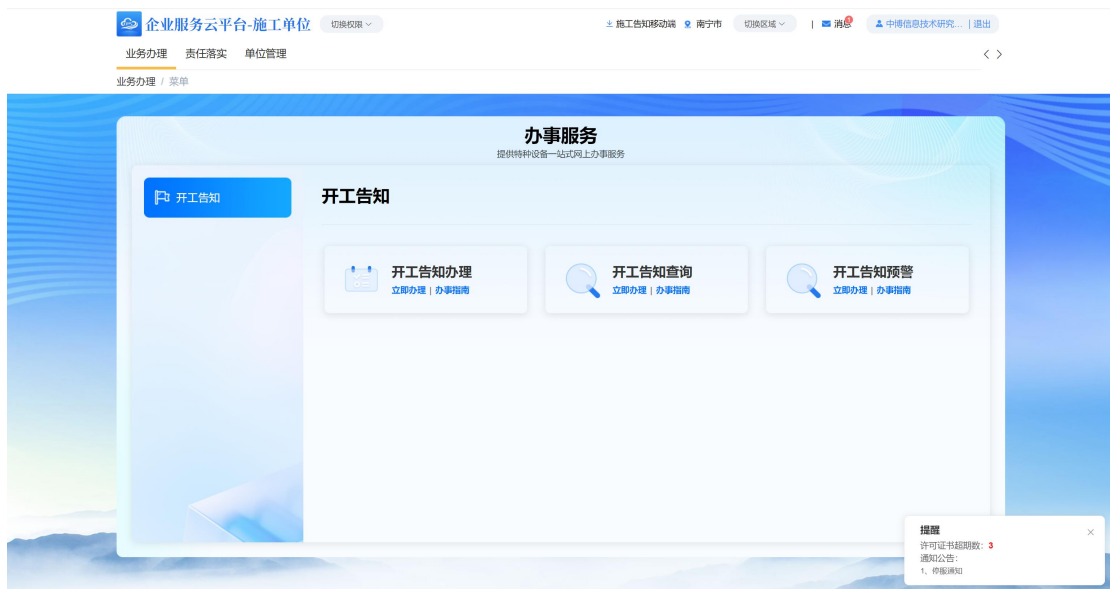 企业服务云平台-施工单位 切换权限 施工告知移动端 南宁市 切换区域 | 消息 中博信息技术研究... | 退出
业务办理 责任落实 单位管理
业务办理 / 菜单
办事服务
提供特种设备一站式网上办事服务
开工告知
开工告知
开工告知办理
立即办理 | 办事指南
开工告知查询
立即办理 | 办事指南
开工告知预警
立即办理 | 办事指南
提醒
许可证书超期数: 3
通知公告:
1、停服通知